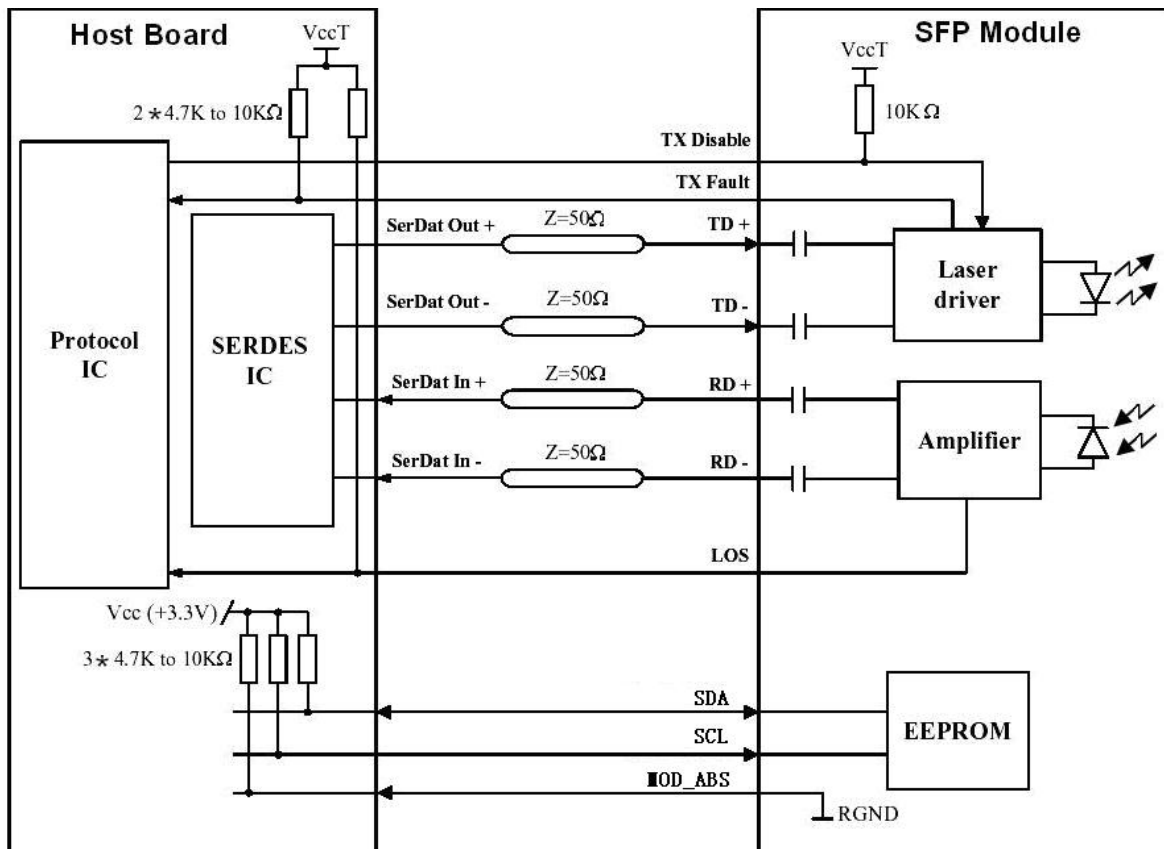 Host Board
SFP Module
VccT
VccT
2*4.7K to 10KΩ
10KΩ
TX Disable
TX Fault
SerDat Out +
Z=50Ω
TD +
Laser
driver
SerDat Out -
Z=50Ω
TD -
Protocol
IC
SERDES
IC
SerDat In +
Z=50Ω
RD +
Amplifier
SerDat In -
Z=50Ω
RD -
LOS
Vcc (+3.3V)
3* 4.7K to 10KΩ
SDA
SCL
EEPROM
MOD_ABS
RGND